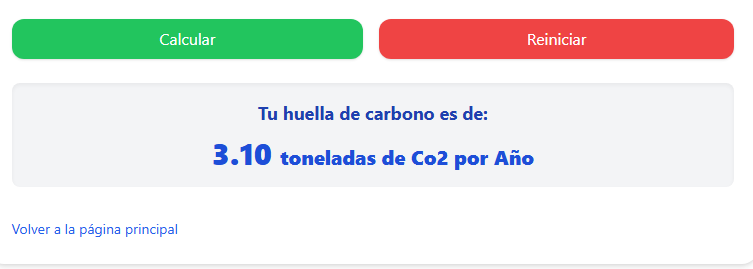 Calcular Reiniciar
Tu huella de carbono es de:
3.10 toneladas de Co2 por Año
Volver a la página principal